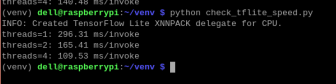 threads=4: 140.48 ms/invoke
(venv) dell@raspberrypi:~/venv $ python check_tflite_speed.py
INFO: Created TensorFlow Lite XNNPACK delegate for CPU.
threads=1: 296.31 ms/invoke
threads=2: 165.41 ms/invoke
threads=4: 109.53 ms/invoke
(venv) dell@raspberrypi:~/venv $